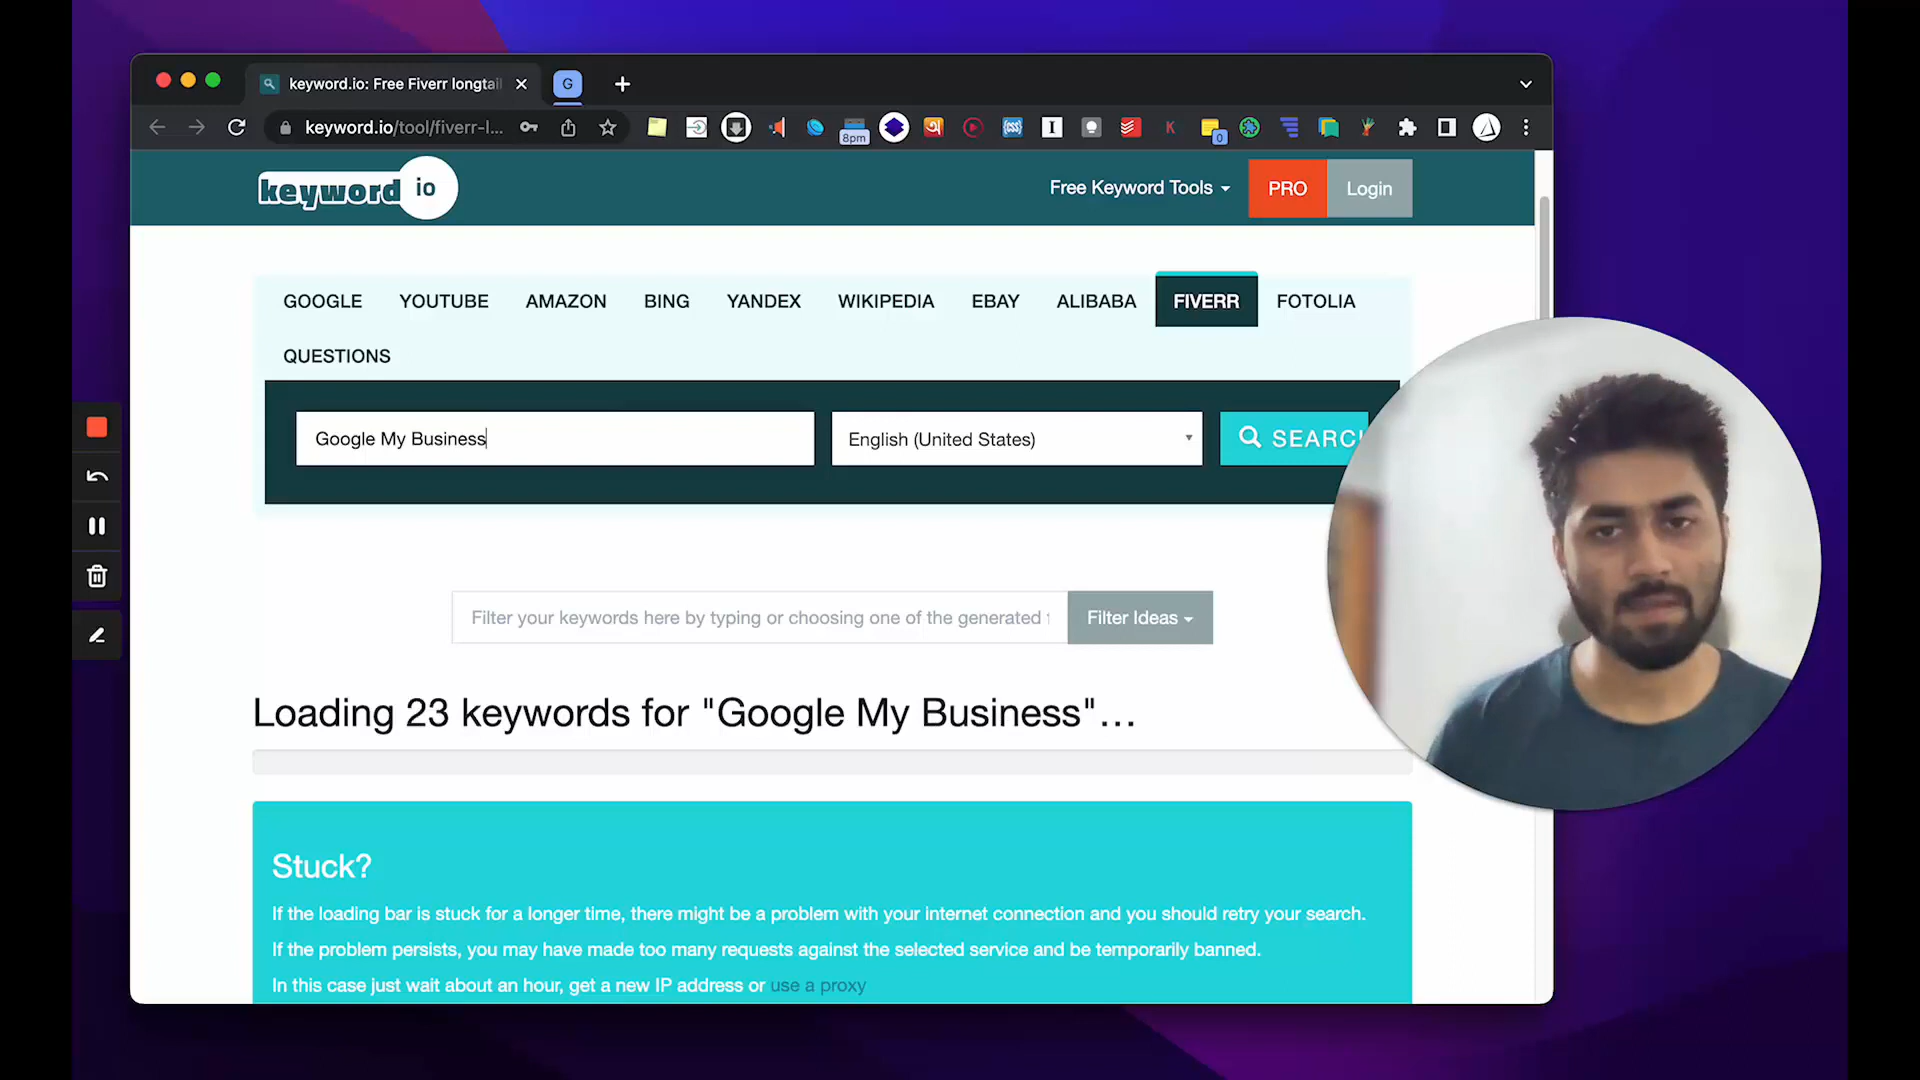 keyword.io: Free Fiverr longtail
G
keyword.io/tool/fiverr-l...
8pm
0
keyword io
Free Keyword Tools
PRO
Login
GOOGLE YOUTUBE AMAZON BING YANDEX WIKIPEDIA EBAY ALIBABA FIVERR FOTOLIA
QUESTIONS
Google My Business
English (United States)
SEARC
Filter your keywords here by typing or choosing one of the generated
Filter Ideas
Loading 23 keywords for "Google My Business"...
Stuck?
If the loading bar is stuck for a longer time, there might be a problem with your internet connection and you should retry your search.
If the problem persists, you may have made too many requests against the selected service and be temporarily banned.
In this case just wait about an hour, get a new IP address or use a proxy